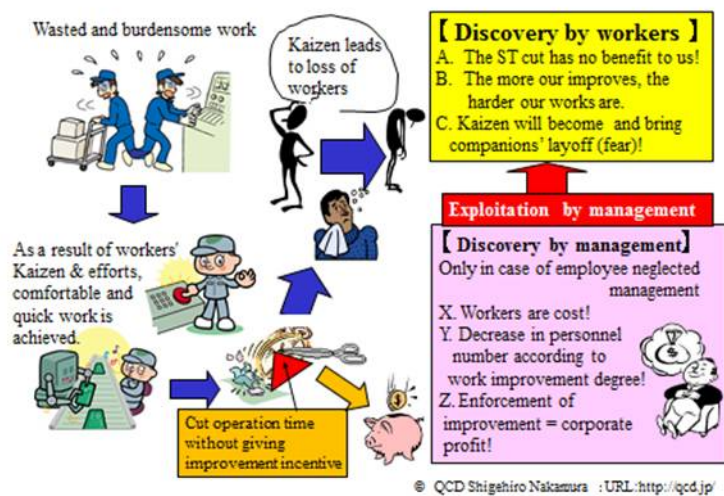 Wasted and burdensome work
Kaizen leads
to loss of
workers
【 Discovery by workers 】
A. The ST cut has no benefit to us!
B. The more our improves, the
harder our works are.
C. Kaizen will become and bring
companions' layoff (fear)!
Exploitation by management
【 Discovery by management】
Only in case of employee neglected
management
X. Workers are cost!
Y. Decrease in personnel
number according to
work improvement degree!
Z. Enforcement of
improvement = corporate
profit!
As a result of workers'
Kaizen & efforts,
comfortable and
quick work is
achieved.
Cut operation time
without giving
improvement incentive
© QCD Shigehiro Nakamura :URL:http://qcd.jp/